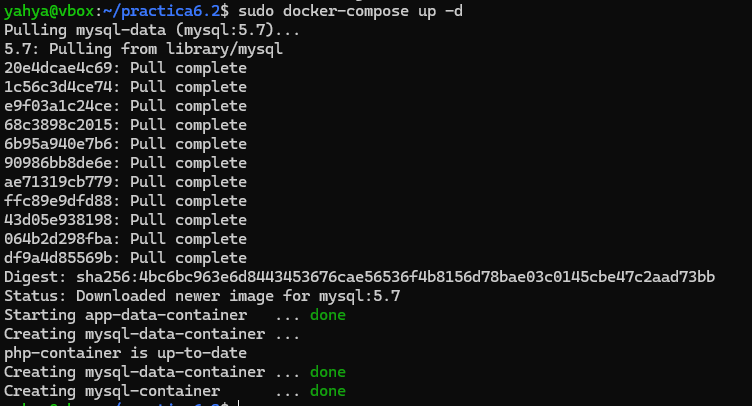 yahya@vbox:~/practica6.2$ sudo docker-compose up -d
Pulling mysql-data (mysql:5.7)...
5.7: Pulling from library/mysql
20e4dcae4c69: Pull complete
1c56c3d4ce74: Pull complete
e9f03a1c24ce: Pull complete
68c3898c2015: Pull complete
6b95a940e7b6: Pull complete
90986bb8de6e: Pull complete
ae71319cb779: Pull complete
ffc89e9dfd88: Pull complete
43d05e938198: Pull complete
064b2d298fba: Pull complete
df9a4d85569b: Pull complete
Digest: sha256:4bc6bc963e6d8443453676cae56536f4b8156d78bae03c0145cbe47c2aad73bb
Status: Downloaded newer image for mysql:5.7
Starting app-data-container   ... done
Creating mysql-data-container ...
php-container is up-to-date
Creating mysql-data-container ... done
Creating mysql-container      ... done